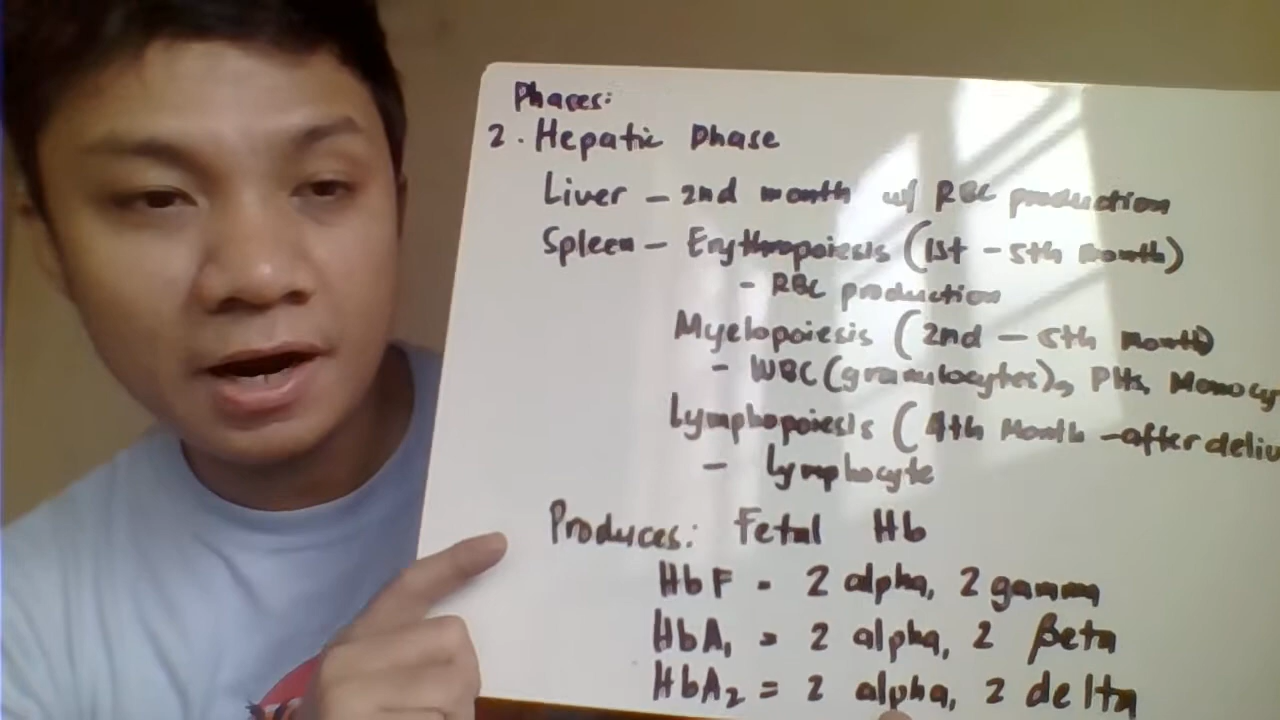 Phases:
2. Hepatic Phase
Liver – 2nd month w/ RBC production
Spleen – Erythropoiesis (1st – 5th month)
- RBC production
Myelopoiesis (2nd – 5th month)
- WBC (granulocytes), Plts, Monocy
Lymphopoiesis (4th Month – after deliv
- Lymphocyte
Produces: Fetal Hb
HbF = 2 alpha, 2 gamma
HbA1 = 2 alpha, 2 Beta
HbA2 = 2 alpha, 2 delta